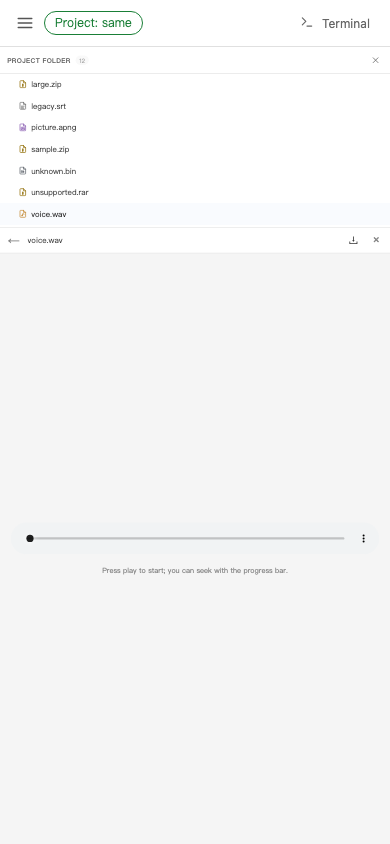 Project: same
Terminal
PROJECT FOLDER 12
large.zip
legacy.srt
picture.apng
sample.zip
unknown.bin
unsupported.rar
voice.wav
voice.wav
Press play to start; you can seek with the progress bar.